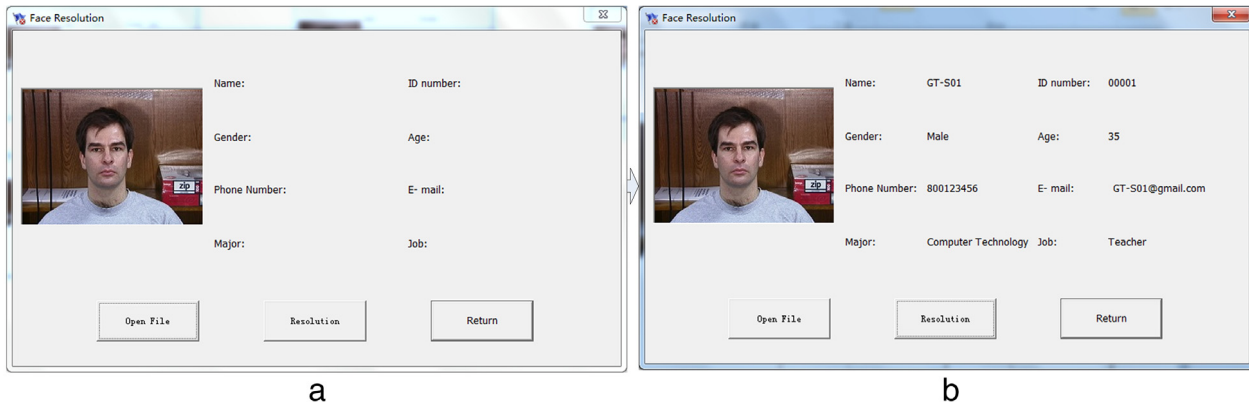 Face Resolution
Name:
ID number:
Gender:
Age:
Phone Number:
E- mail:
zip
Major:
Job:
Open File
Resolution
Return
a
Face Resolution
Name: GT-S01
ID number: 00001
Gender: Male
Age: 35
Phone Number: 800123456
E- mail: GT-S01@gmail.com
zip
Major: Computer Technology
Job: Teacher
Open File
Resolution
Return
b